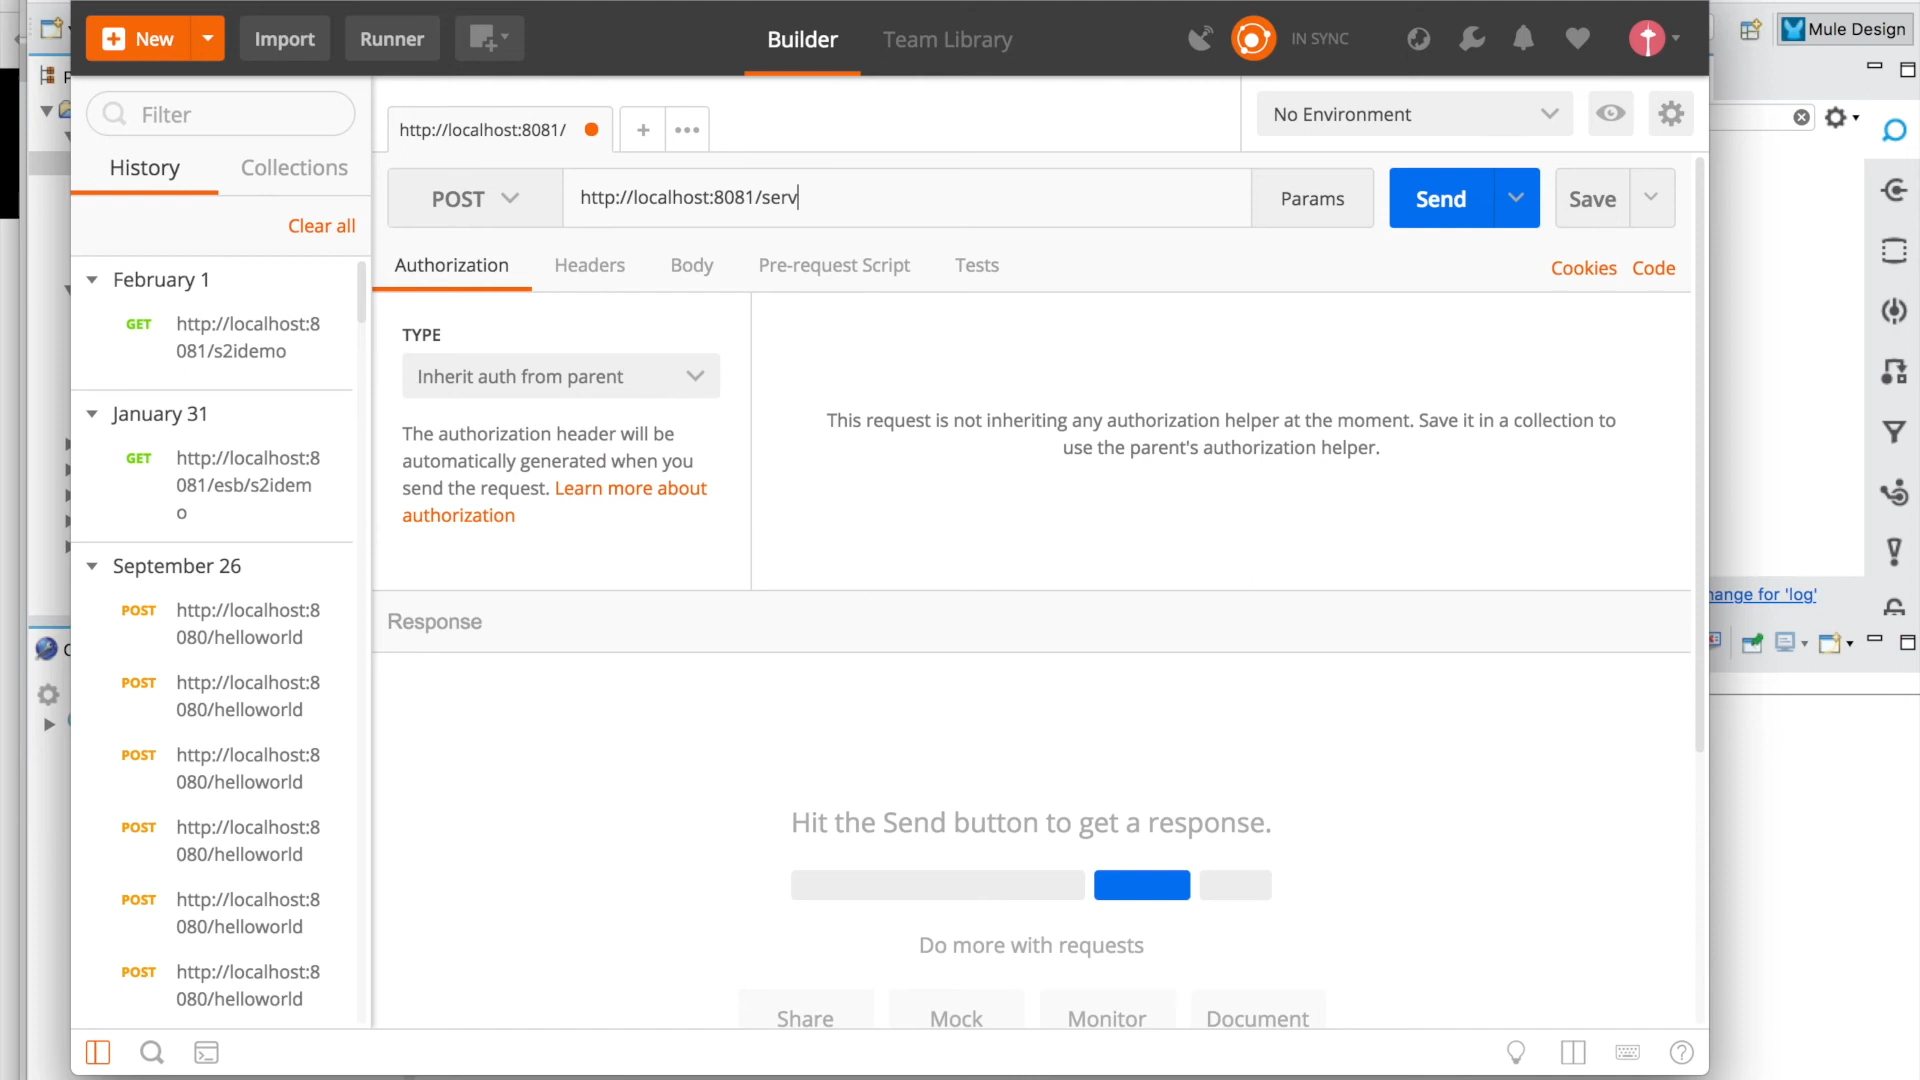 New
Import
Runner
Builder
Team Library
IN SYNC
Mule Design
Filter
http://localhost:8081/
No Environment
History
Collections
POST
http://localhost:8081/serv
Params
Send
Save
Clear all
Authorization
Headers
Body
Pre-request Script
Tests
Cookies
Code
February 1
GET
http://localhost:8
081/s2idemo
TYPE
Inherit auth from parent
The authorization header will be
automatically generated when you
send the request. Learn more about
authorization
This request is not inheriting any authorization helper at the moment. Save it in a collection to
use the parent's authorization helper.
January 31
GET
http://localhost:8
081/esb/s2idem
o
September 26
POST
http://localhost:8
080/helloworld
POST
http://localhost:8
080/helloworld
POST
http://localhost:8
080/helloworld
POST
http://localhost:8
080/helloworld
POST
http://localhost:8
080/helloworld
POST
http://localhost:8
080/helloworld
Response
hange for 'log'
Hit the Send button to get a response.
Do more with requests
Share
Mock
Monitor
Document